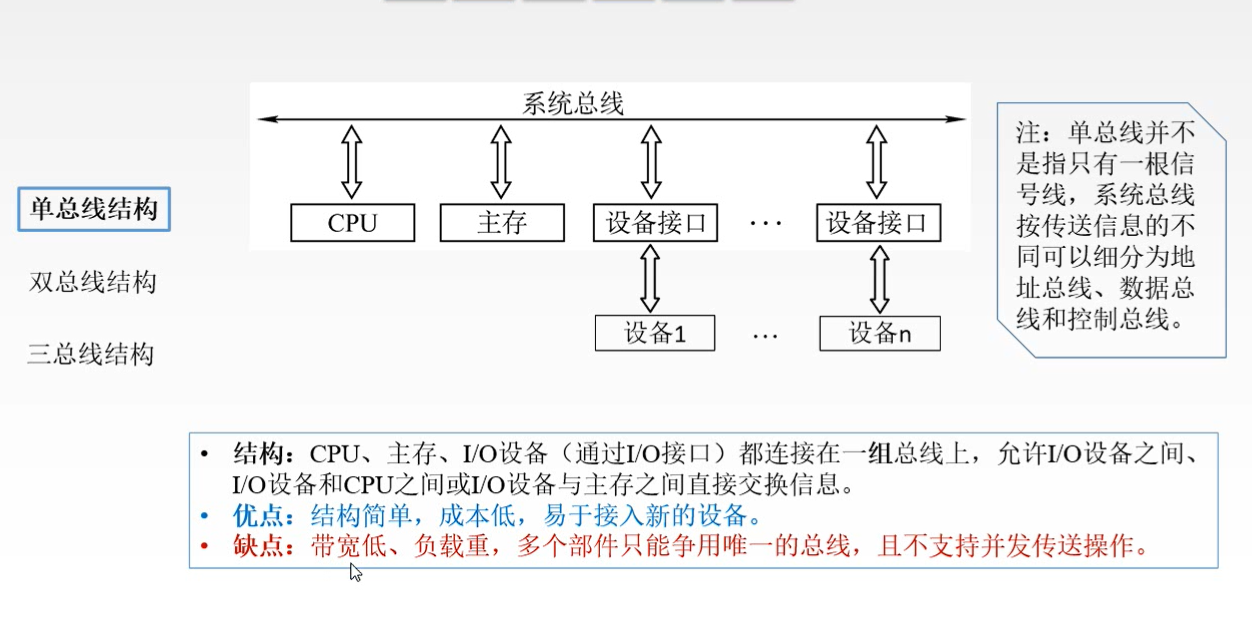 系统总线
CPU
主存
设备接口
···
设备接口
设备1
···
设备n
单总线结构
双总线结构
三总线结构
注：单总线并不
是指只有一根信
号线，系统总线
按传送信息的不
同可以细分为地
址总线、数据总
线和控制总线。
• 结构：CPU、主存、I/O设备（通过I/O接口）都连接在一组总线上，允许I/O设备之间、
I/O设备和CPU之间或I/O设备与主存之间直接交换信息。
• 优点：结构简单，成本低，易于接入新的设备。
• 缺点：带宽低、负载重，多个部件只能争用唯一的总线，且不支持并发传送操作。